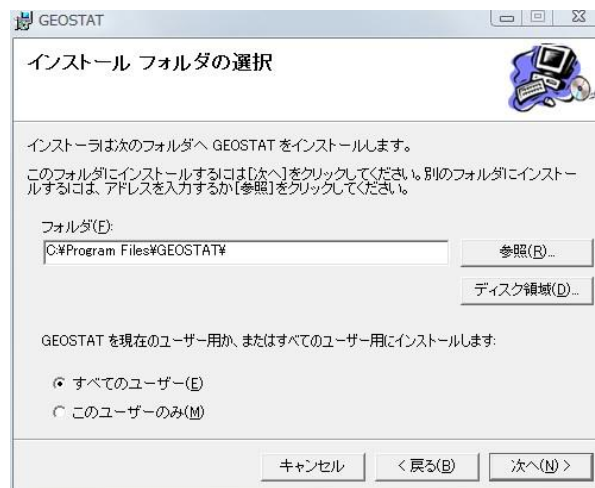 GEOSTAT
インストール フォルダの選択
インストーラは次のフォルダへ GEOSTAT をインストールします。
このフォルダにインストールするには[次へ]をクリックしてください。別のフォルダにインストー
ルするには、アドレスを入力するか[参照]をクリックしてください。
フォルダ(F):
C:¥Program Files¥GEOSTAT¥
参照(R)...
ディスク領域(D)...
GEOSTAT を現在のユーザー用か、またはすべてのユーザー用にインストールします:
すべてのユーザー(E)
このユーザーのみ(M)
キャンセル
< 戻る(B)
次へ(N) >